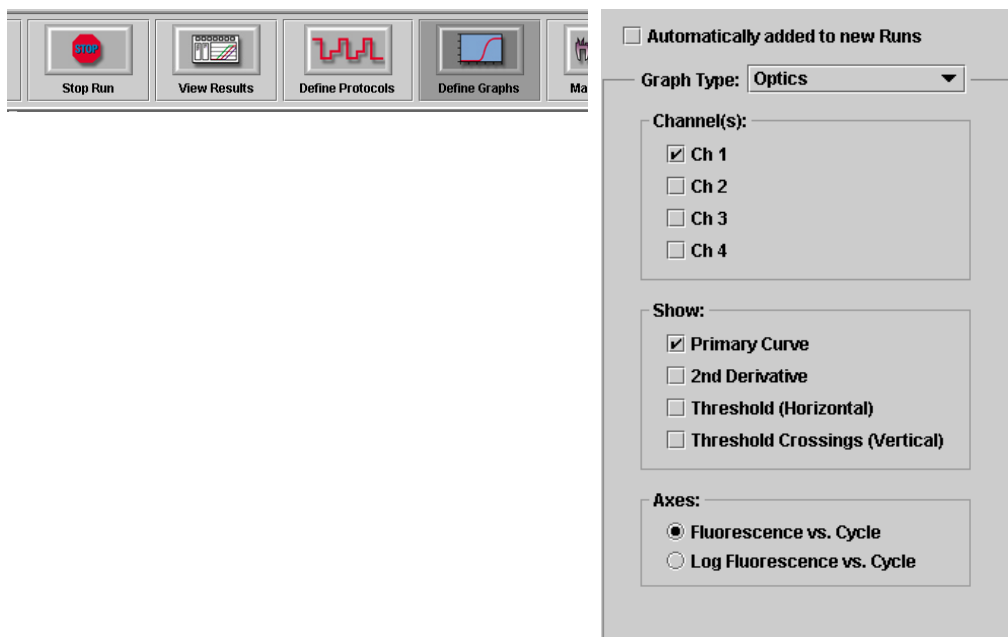 STOP
Stop Run
View Results
Define Protocols
Define Graphs
Ma
Automatically added to new Runs
Graph Type: Optics
Channel(s):
Ch 1
Ch 2
Ch 3
Ch 4
Show:
Primary Curve
2nd Derivative
Threshold (Horizontal)
Threshold Crossings (Vertical)
Axes:
Fluorescence vs. Cycle
Log Fluorescence vs. Cycle